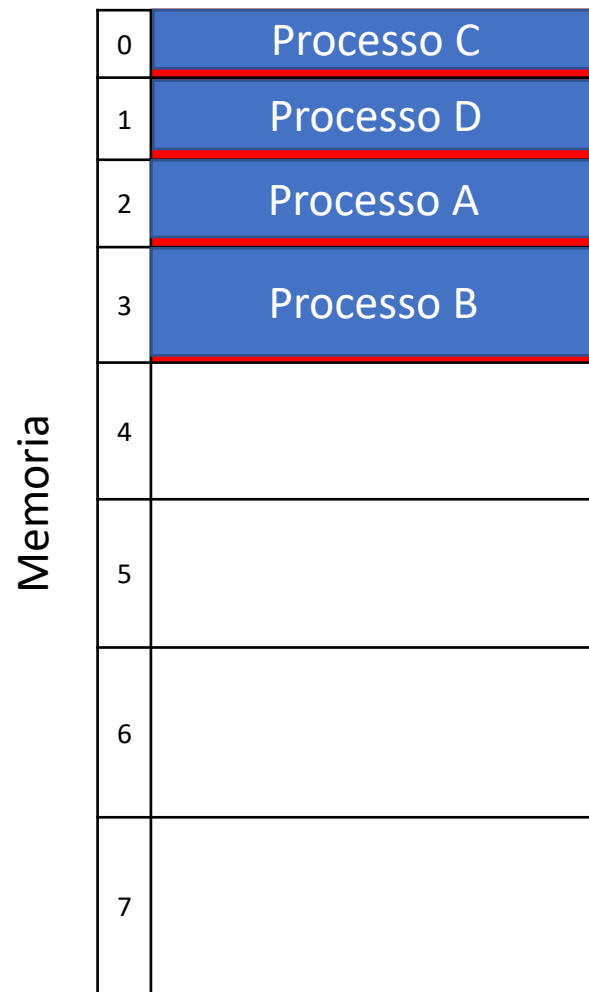 0 Processo C
1 Processo D
2 Processo A
3 Processo B
4
5
6
7
Memoria